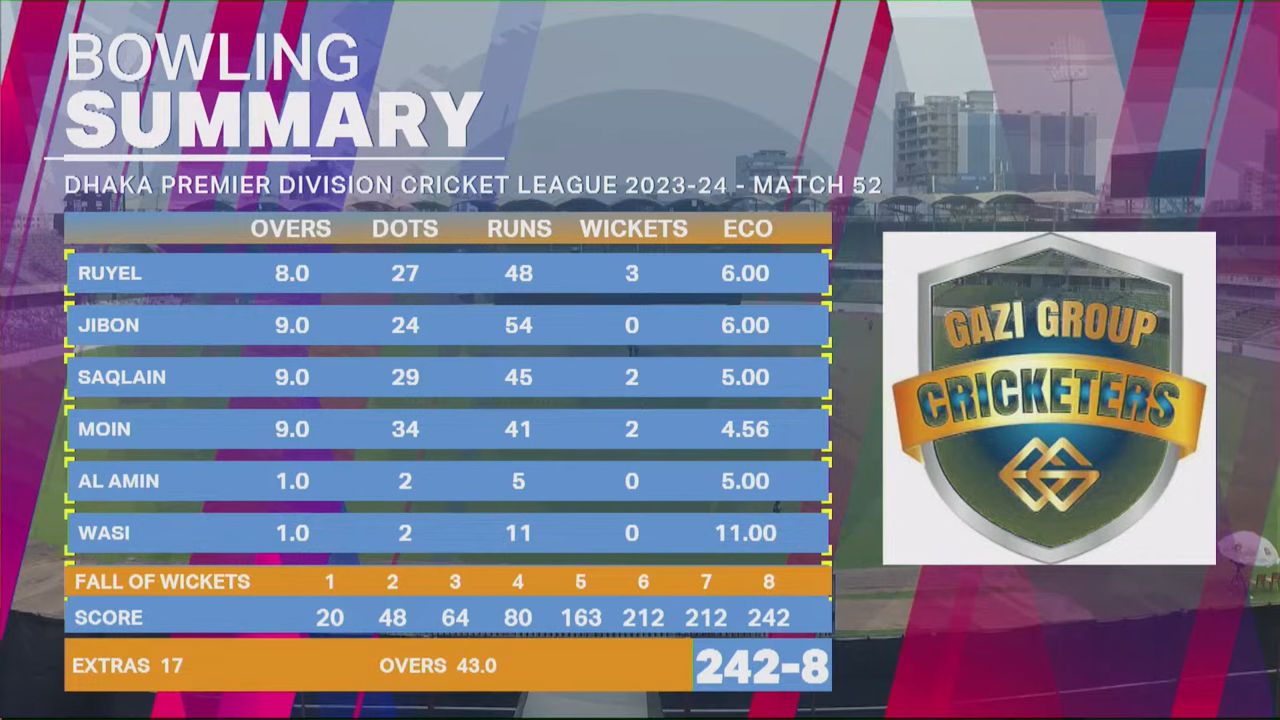 BOWLING
SUMMARY
DHAKA PREMIER DIVISION CRICKET LEAGUE 2023-24 - MATCH 52
OVERS DOTS RUNS WICKETS ECO
RUYEL 8.0 27 48 3 6.00
JIBON 9.0 24 54 0 6.00
SAQLAIN 9.0 29 45 2 5.00
MOIN 9.0 34 41 2 4.56
AL AMIN 1.0 2 5 0 5.00
WASI 1.0 2 11 0 11.00
FALL OF WICKETS 1 2 3 4 5 6 7 8
SCORE 20 48 64 80 163 212 212 242
EXTRAS 17 OVERS 43.0 242-8
GAZI GROUP
CRICKETERS